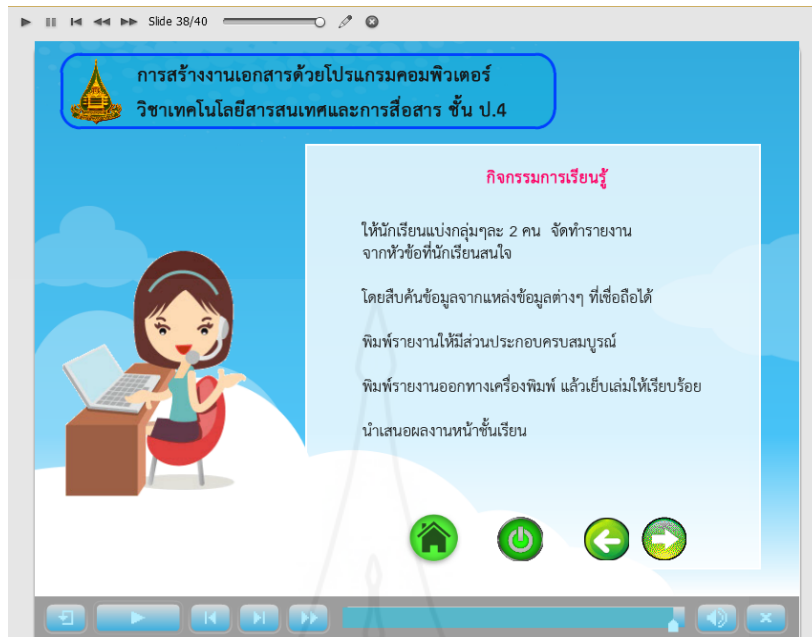 Slide 38/40
การสร้างงานเอกสารด้วยโปรแกรมคอมพิวเตอร์
วิชาเทคโนโลยีสารสนเทศและการสื่อสาร ชั้น ป.4
กิจกรรมการเรียนรู้
ให้นักเรียนแบ่งกลุ่มๆละ 2 คน จัดทำรายงาน
จากหัวข้อที่นักเรียนสนใจ
โดยสืบค้นข้อมูลจากแหล่งข้อมูลต่างๆ ที่เชื่อถือได้
พิมพ์รายงานให้มีส่วนประกอบครบสมบูรณ์
พิมพ์รายงานออกทางเครื่องพิมพ์ แล้วเย็บเล่มให้เรียบร้อย
นำเสนอผลงานหน้าชั้นเรียน